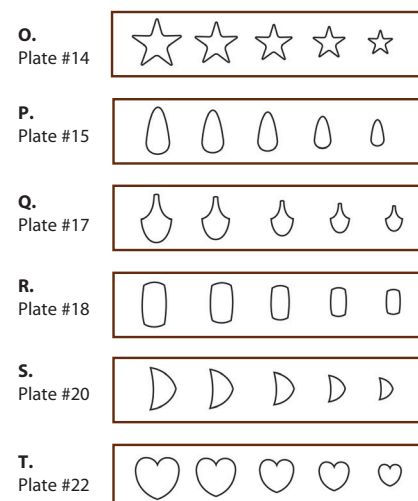 O.
Plate #14
P.
Plate #15
Q.
Plate #17
R.
Plate #18
S.
Plate #20
T.
Plate #22